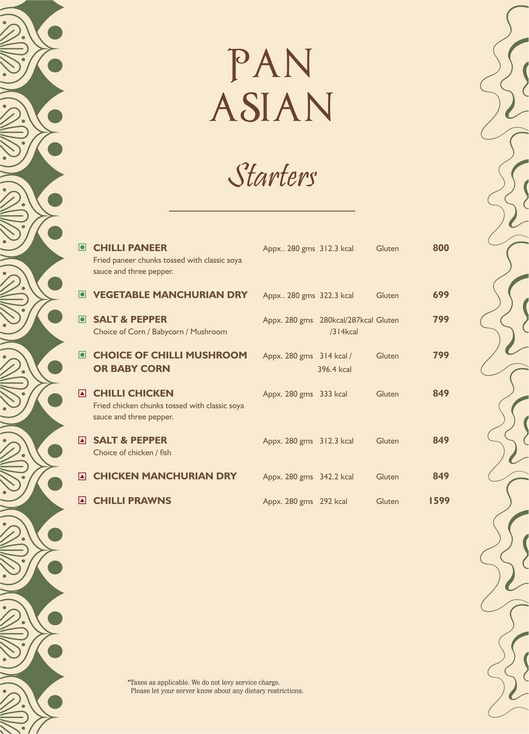 PAN
ASIAN
Starters
CHILLI PANEER Appx.. 280 gms 312.3 kcal Gluten 800
Fried paneer chunks tossed with classic soya
sauce and three pepper.
VEGETABLE MANCHURIAN DRY Appx.. 280 gms 322.3 kcal Gluten 699
SALT & PEPPER Appx. 280 gms 280kcal/287kcal Gluten 799
Choice of Corn / Babycorn / Mushroom /314kcal
CHOICE OF CHILLI MUSHROOM Appx. 280 gms 314 kcal / Gluten 799
OR BABY CORN 396.4 kcal
CHILLI CHICKEN Appx. 280 gms 333 kcal Gluten 849
Fried chicken chunks tossed with classic soya
sauce and three pepper.
SALT & PEPPER Appx. 280 gms 312.3 kcal Gluten 849
Choice of chicken / fish
CHICKEN MANCHURIAN DRY Appx. 280 gms 342.2 kcal Gluten 849
CHILLI PRAWNS Appx. 280 gms 292 kcal Gluten 1599
*Taxes as applicable. We do not levy service charge.
Please let your server know about any dietary restrictions.